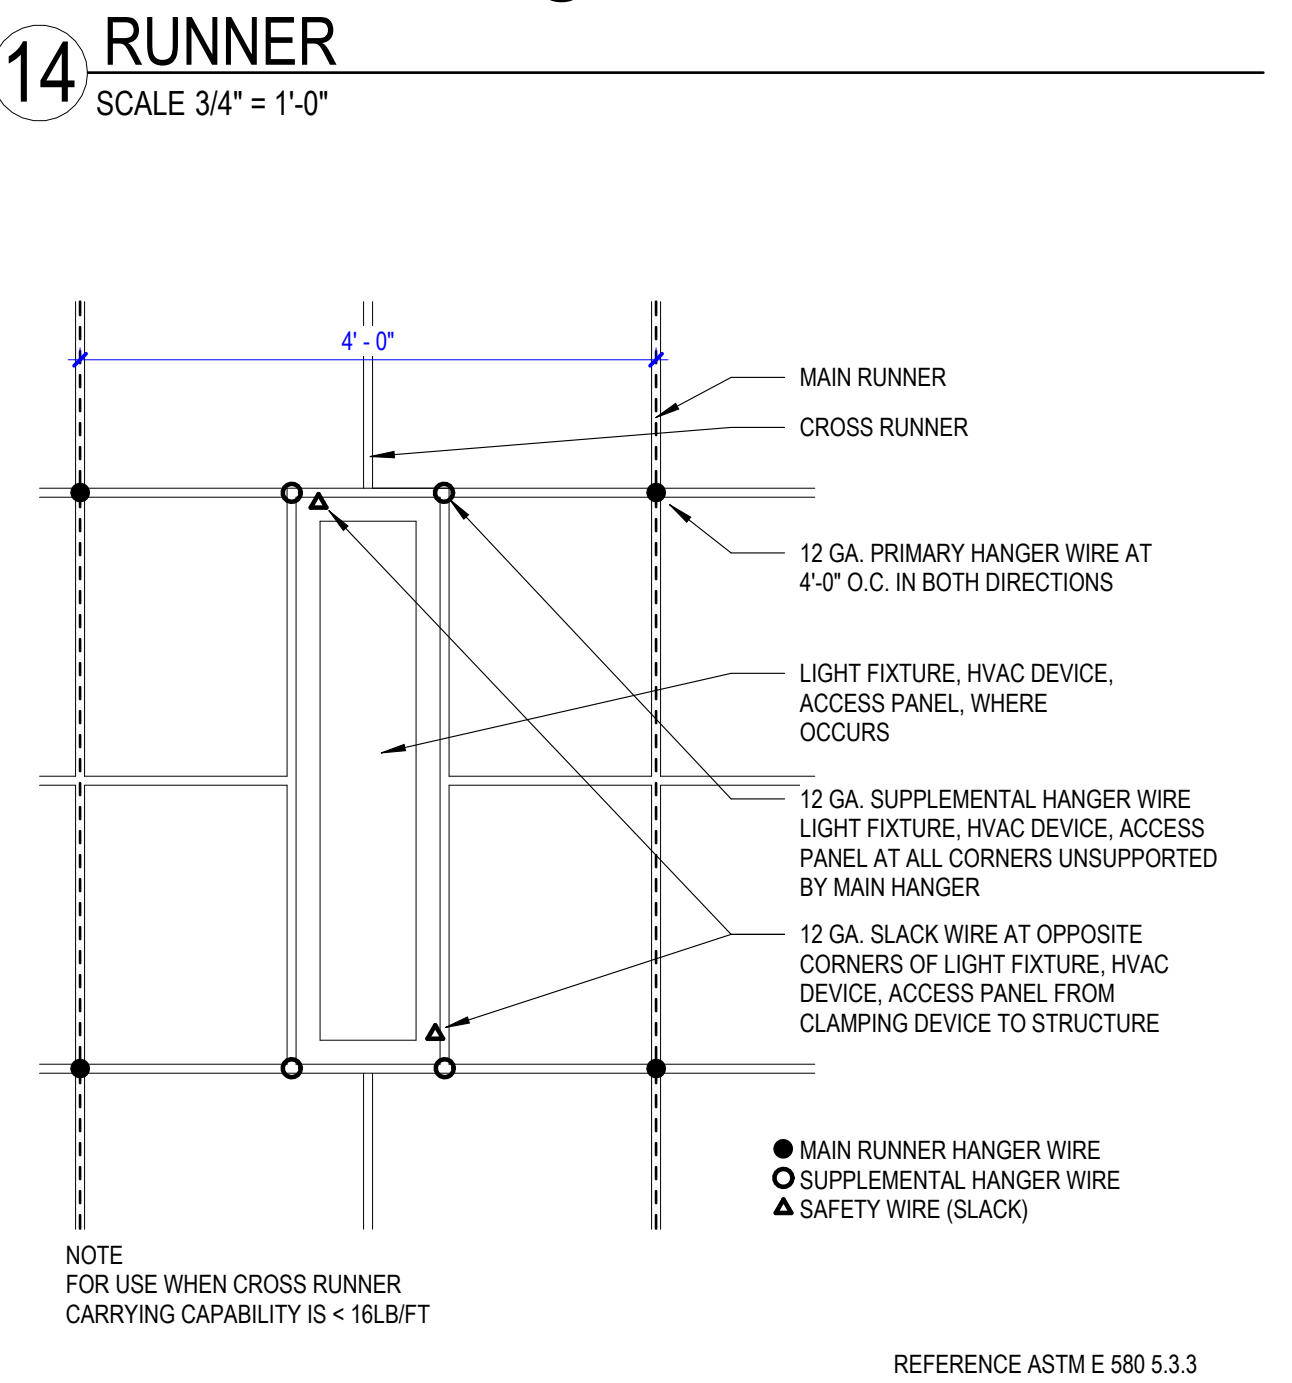 14
RUNNER
SCALE 3/4" = 1'-0"
4' - 0"
MAIN RUNNER
CROSS RUNNER
12 GA. PRIMARY HANGER WIRE AT
4'-0" O.C. IN BOTH DIRECTIONS
LIGHT FIXTURE, HVAC DEVICE,
ACCESS PANEL, WHERE
OCCURS
12 GA. SUPPLEMENTAL HANGER WIRE
LIGHT FIXTURE, HVAC DEVICE, ACCESS
PANEL AT ALL CORNERS UNSUPPORTED
BY MAIN HANGER
12 GA. SLACK WIRE AT OPPOSITE
CORNERS OF LIGHT FIXTURE, HVAC
DEVICE, ACCESS PANEL FROM
CLAMPING DEVICE TO STRUCTURE
MAIN RUNNER HANGER WIRE
SUPPLEMENTAL HANGER WIRE
SAFETY WIRE (SLACK)
NOTE
FOR USE WHEN CROSS RUNNER
CARRYING CAPABILITY IS < 16LB/FT
REFERENCE ASTM E 580 5.3.3